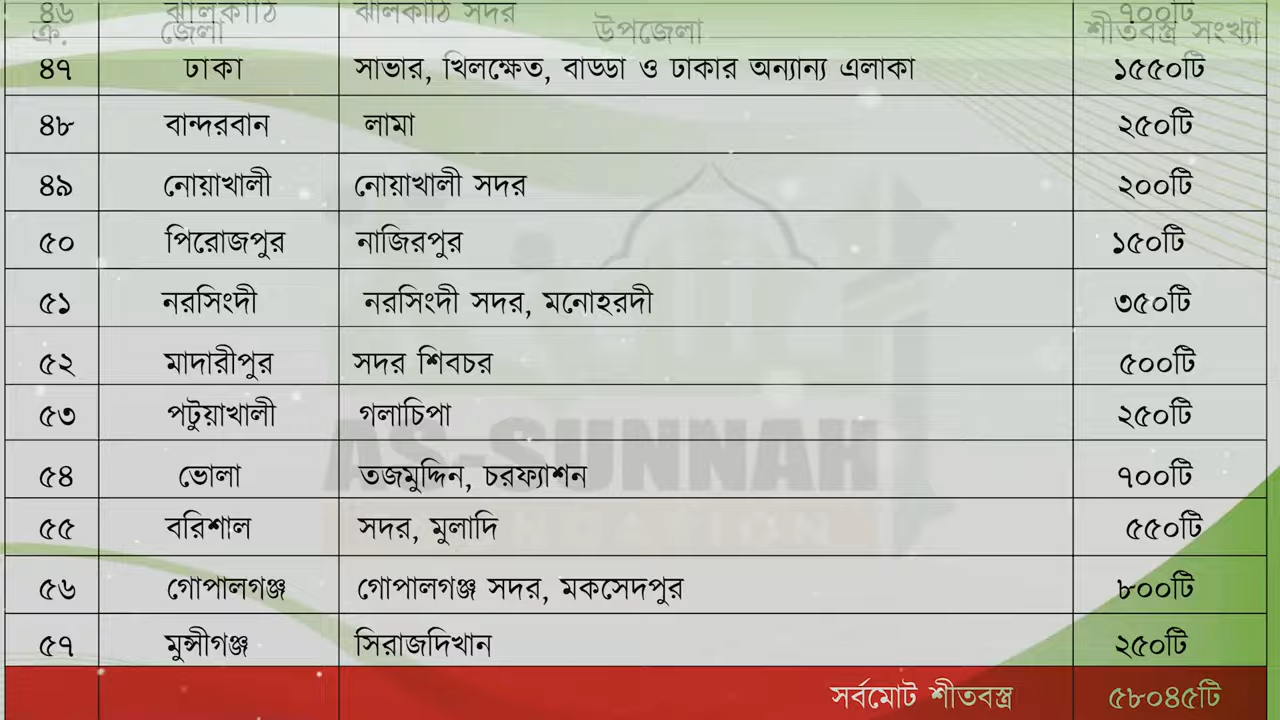 ৪৬ ঝালকাঠি ঝালকাঠি সদর ৭০০টি
ক্র. জেলা উপজেলা শীতবস্ত্র সংখ্যা
৪৭ ঢাকা সাভার, খিলক্ষেত, বাড্ডা ও ঢাকার অন্যান্য এলাকা ১৫৫০টি
৪৮ বান্দরবান লামা ২৫০টি
৪৯ নোয়াখালী নোয়াখালী সদর ২০০টি
৫০ পিরোজপুর নাজিরপুর ১৫০টি
৫১ নরসিংদী নরসিংদী সদর, মনোহরদী ৩৫০টি
৫২ মাদারীপুর সদর শিবচর ৫০০টি
৫৩ পটুয়াখালী গলাচিপা ২৫০টি
৫৪ ভোলা তজমুদ্দিন, চরফ্যাশন ৭০০টি
৫৫ বরিশাল সদর, মুলাদি ৫৫০টি
৫৬ গোপালগঞ্জ গোপালগঞ্জ সদর, মকসেদপুর ৮০০টি
৫৭ মুন্সীগঞ্জ সিরাজদিখান ২৫০টি
সর্বমোট শীতবস্ত্র ৫৮০৪৫টি
AS-SUNNAH